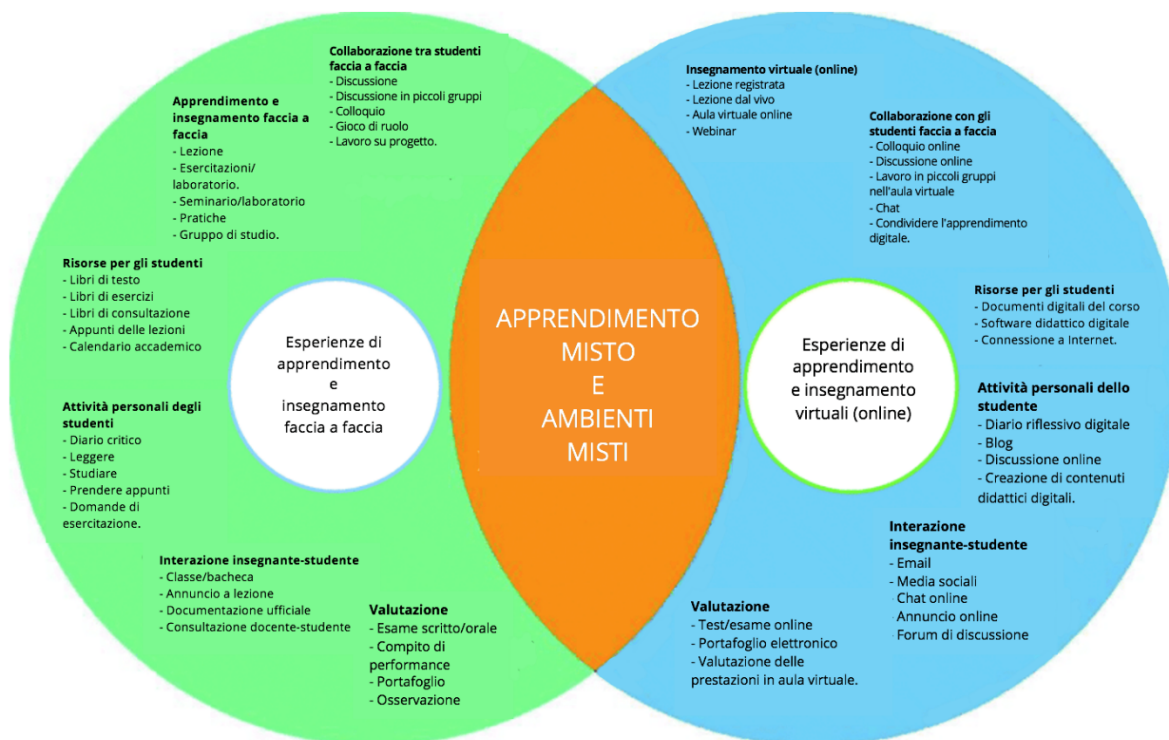 Collaborazione tra studenti
faccia a faccia
- Discussione
- Discussione in piccoli gruppi
- Colloquio
- Gioco di ruolo
- Lavoro su progetto.
Apprendimento e
insegnamento faccia a
faccia
- Lezione
- Esercitazioni/
laboratorio.
- Seminario/laboratorio
- Pratiche
- Gruppo di studio.
Risorse per gli studenti
- Libri di testo
- Libri di esercizi
- Libri di consultazione
- Appunti delle lezioni
- Calendario accademico
Esperienze di
apprendimento
e
insegnamento
faccia a faccia
Attività personali degli
studenti
- Diario critico
- Leggere
- Studiare
- Prendere appunti
- Domande di
esercitazione.
Interazione insegnante-studente
- Classe/bacheca
- Annuncio a lezione
- Documentazione ufficiale
- Consultazione docente-studente
Valutazione
- Esame scritto/orale
- Compito di
performance
- Portafoglio
- Osservazione
APPRENDIMENTO
MISTO
E
AMBIENTI
MISTI
Insegnamento virtuale (online)
- Lezione registrata
- Lezione dal vivo
- Aula virtuale online
- Webinar
Collaborazione con gli
studenti faccia a faccia
- Colloquio online
- Discussione online
- Lavoro in piccoli gruppi
nell'aula virtuale
- Chat
- Condividere l'apprendimento
digitale.
Esperienze di
apprendimento
e insegnamento
virtuali (online)
Risorse per gli studenti
- Documenti digitali del corso
- Software didattico digitale
- Connessione a Internet.
Attività personali dello
studente
- Diario riflessivo digitale
- Blog
- Discussione online
- Creazione di contenuti
didattici digitali.
Interazione
insegnante-studente
- Email
- Media sociali
- Chat online
- Annuncio online
- Forum di discussione
Valutazione
- Test/esame online
- Portafoglio elettronico
- Valutazione delle
prestazioni in aula virtuale.